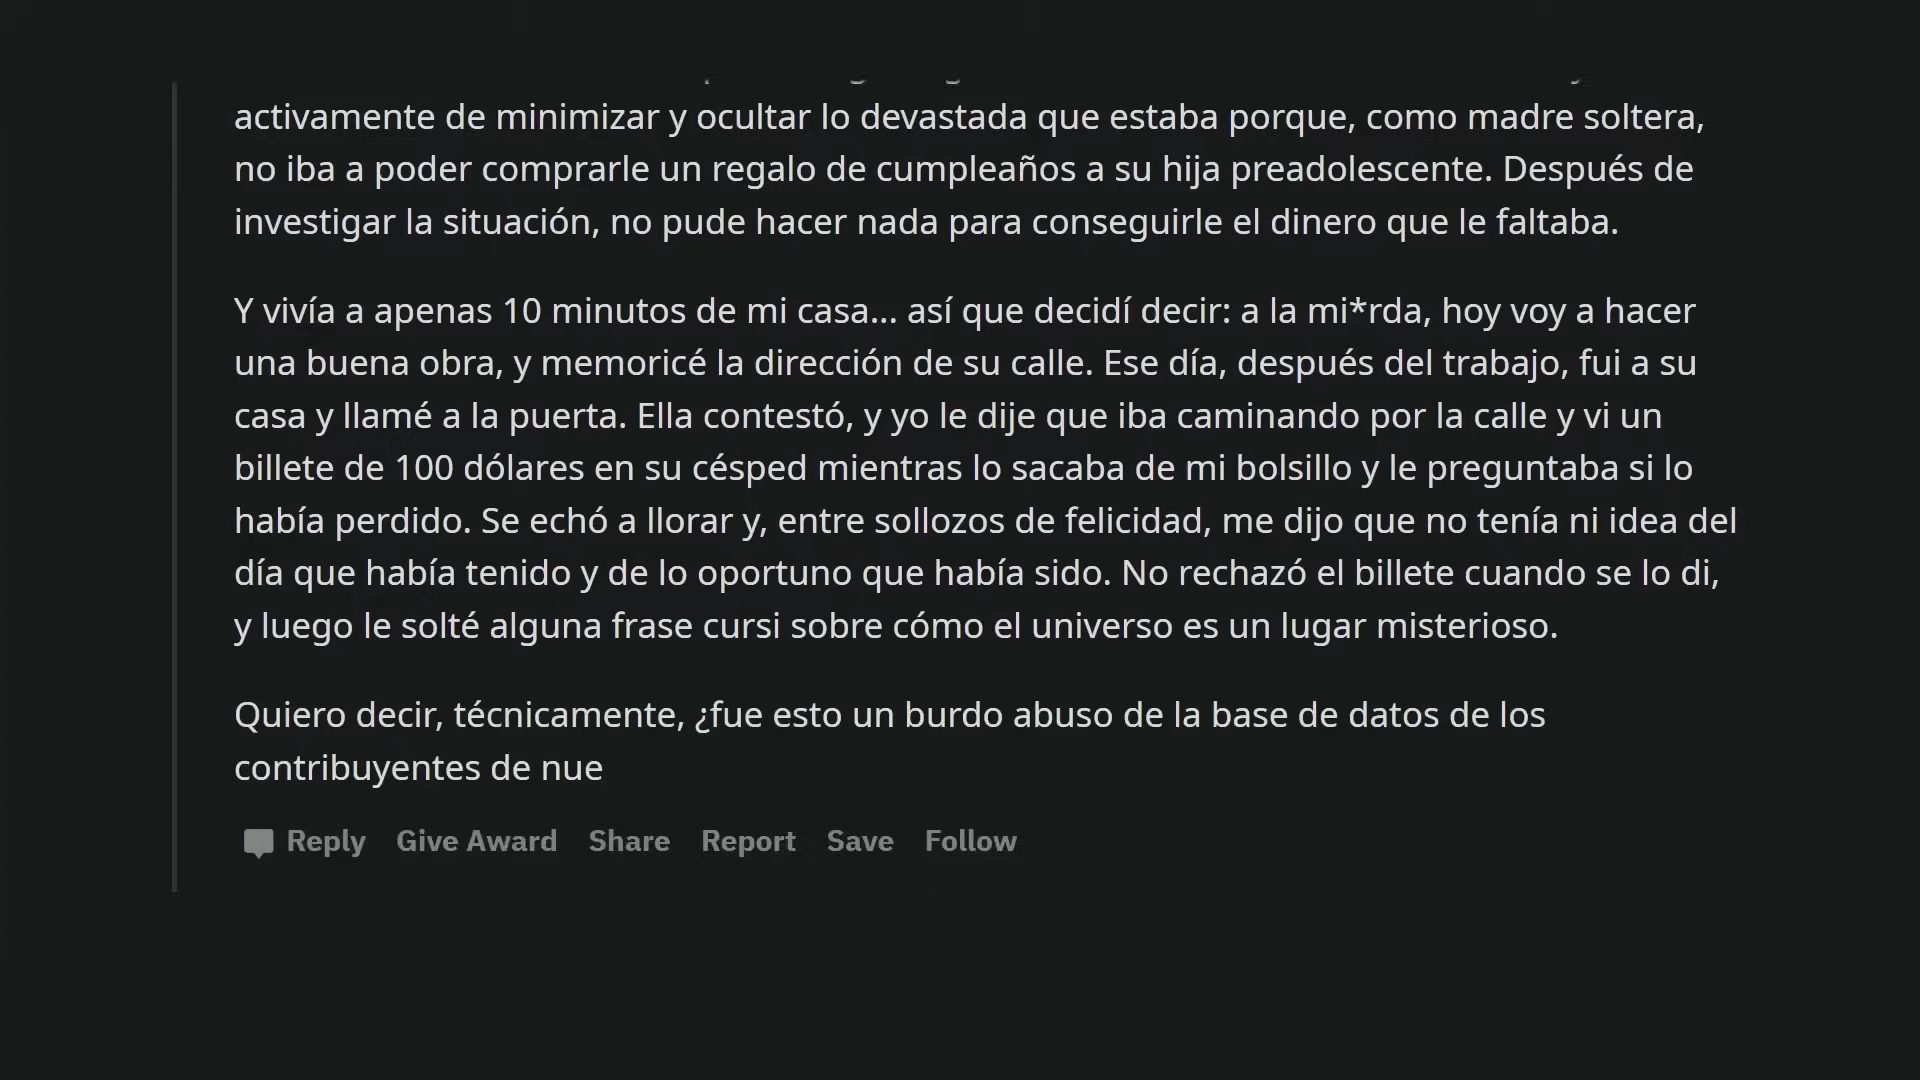 activamente de minimizar y ocultar lo devastada que estaba porque, como madre soltera,
no iba a poder comprarle un regalo de cumpleaños a su hija preadolescente. Después de
investigar la situación, no pude hacer nada para conseguirle el dinero que le faltaba.
Y vivía a apenas 10 minutos de mi casa... así que decidí decir: a la mi*rda, hoy voy a hacer
una buena obra, y memoricé la dirección de su calle. Ese día, después del trabajo, fui a su
casa y llamé a la puerta. Ella contestó, y yo le dije que iba caminando por la calle y vi un
billete de 100 dólares en su césped mientras lo sacaba de mi bolsillo y le preguntaba si lo
había perdido. Se echó a llorar y, entre sollozos de felicidad, me dijo que no tenía ni idea del
día que había tenido y de lo oportuno que había sido. No rechazó el billete cuando se lo di,
y luego le solté alguna frase cursi sobre cómo el universo es un lugar misterioso.
Quiero decir, técnicamente, ¿fue esto un burdo abuso de la base de datos de los
contribuyentes de nue
Reply Give Award Share Report Save Follow